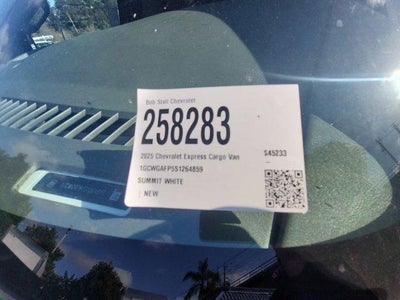 Bob Stall Chevrolet
258283
2025 Chevrolet Express Cargo Van $45233
1GCWGAFP5S1264859
SUMMIT WHITE
NEW